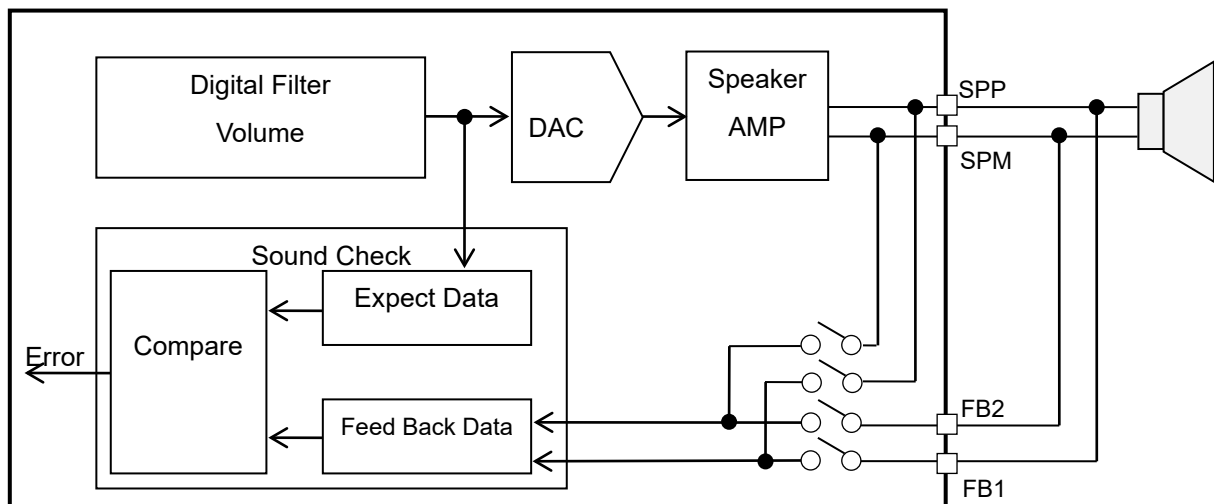 Digital Filter
Volume
DAC
Speaker
AMP
SPP
SPM
Sound Check
Expect Data
Compare
Error
Feed Back Data
FB2
FB1